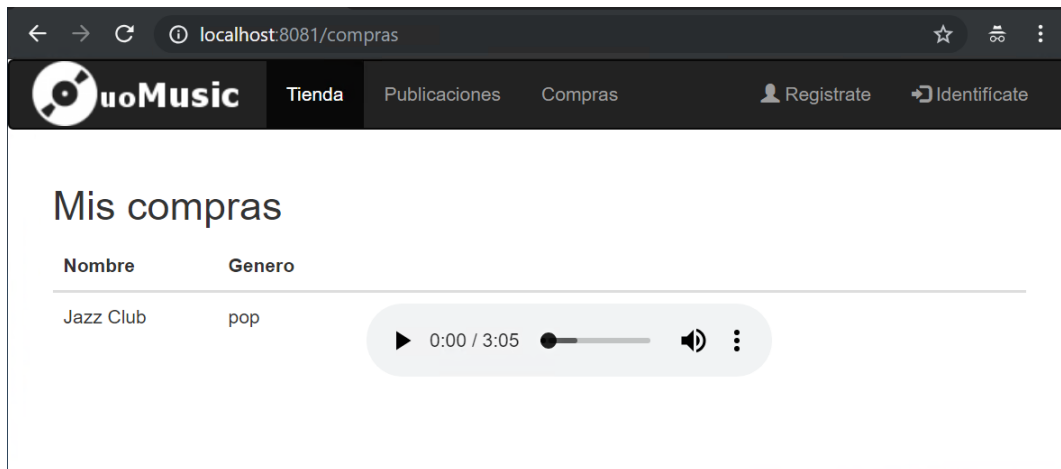 localhost:8081/compras
uoMusic Tienda Publicaciones Compras Registrate Identifícate
Mis compras
Nombre Genero
Jazz Club pop 0:00 / 3:05